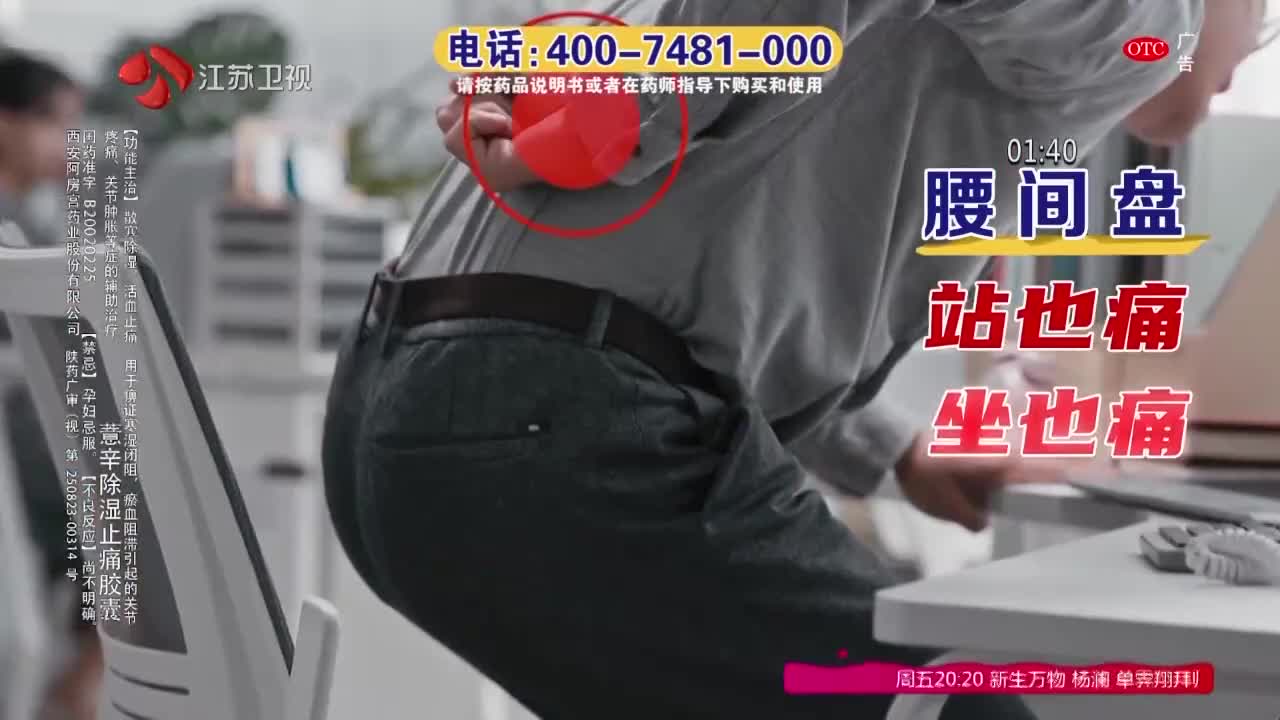 江苏卫视
电话:400-7481-000
请按药品说明书或者在药师指导下购买和使用
OTC
广告
01:40
腰间盘
站也痛
坐也痛
【功能主治】散寒除湿 活血止痛 用于痹证寒湿闭阻,瘀血阻滞引起的关节
疼痛、关节肿胀等症的辅助治疗
薏辛除湿止痛胶囊
国药准字 B20020225 【禁忌】孕妇忌服。【不良反应】尚不明确。
西安阿房宫药业股份有限公司 陕药广审(视)第 250823-00314 号
周五20:20 新生万物 杨澜 单霁翔拜